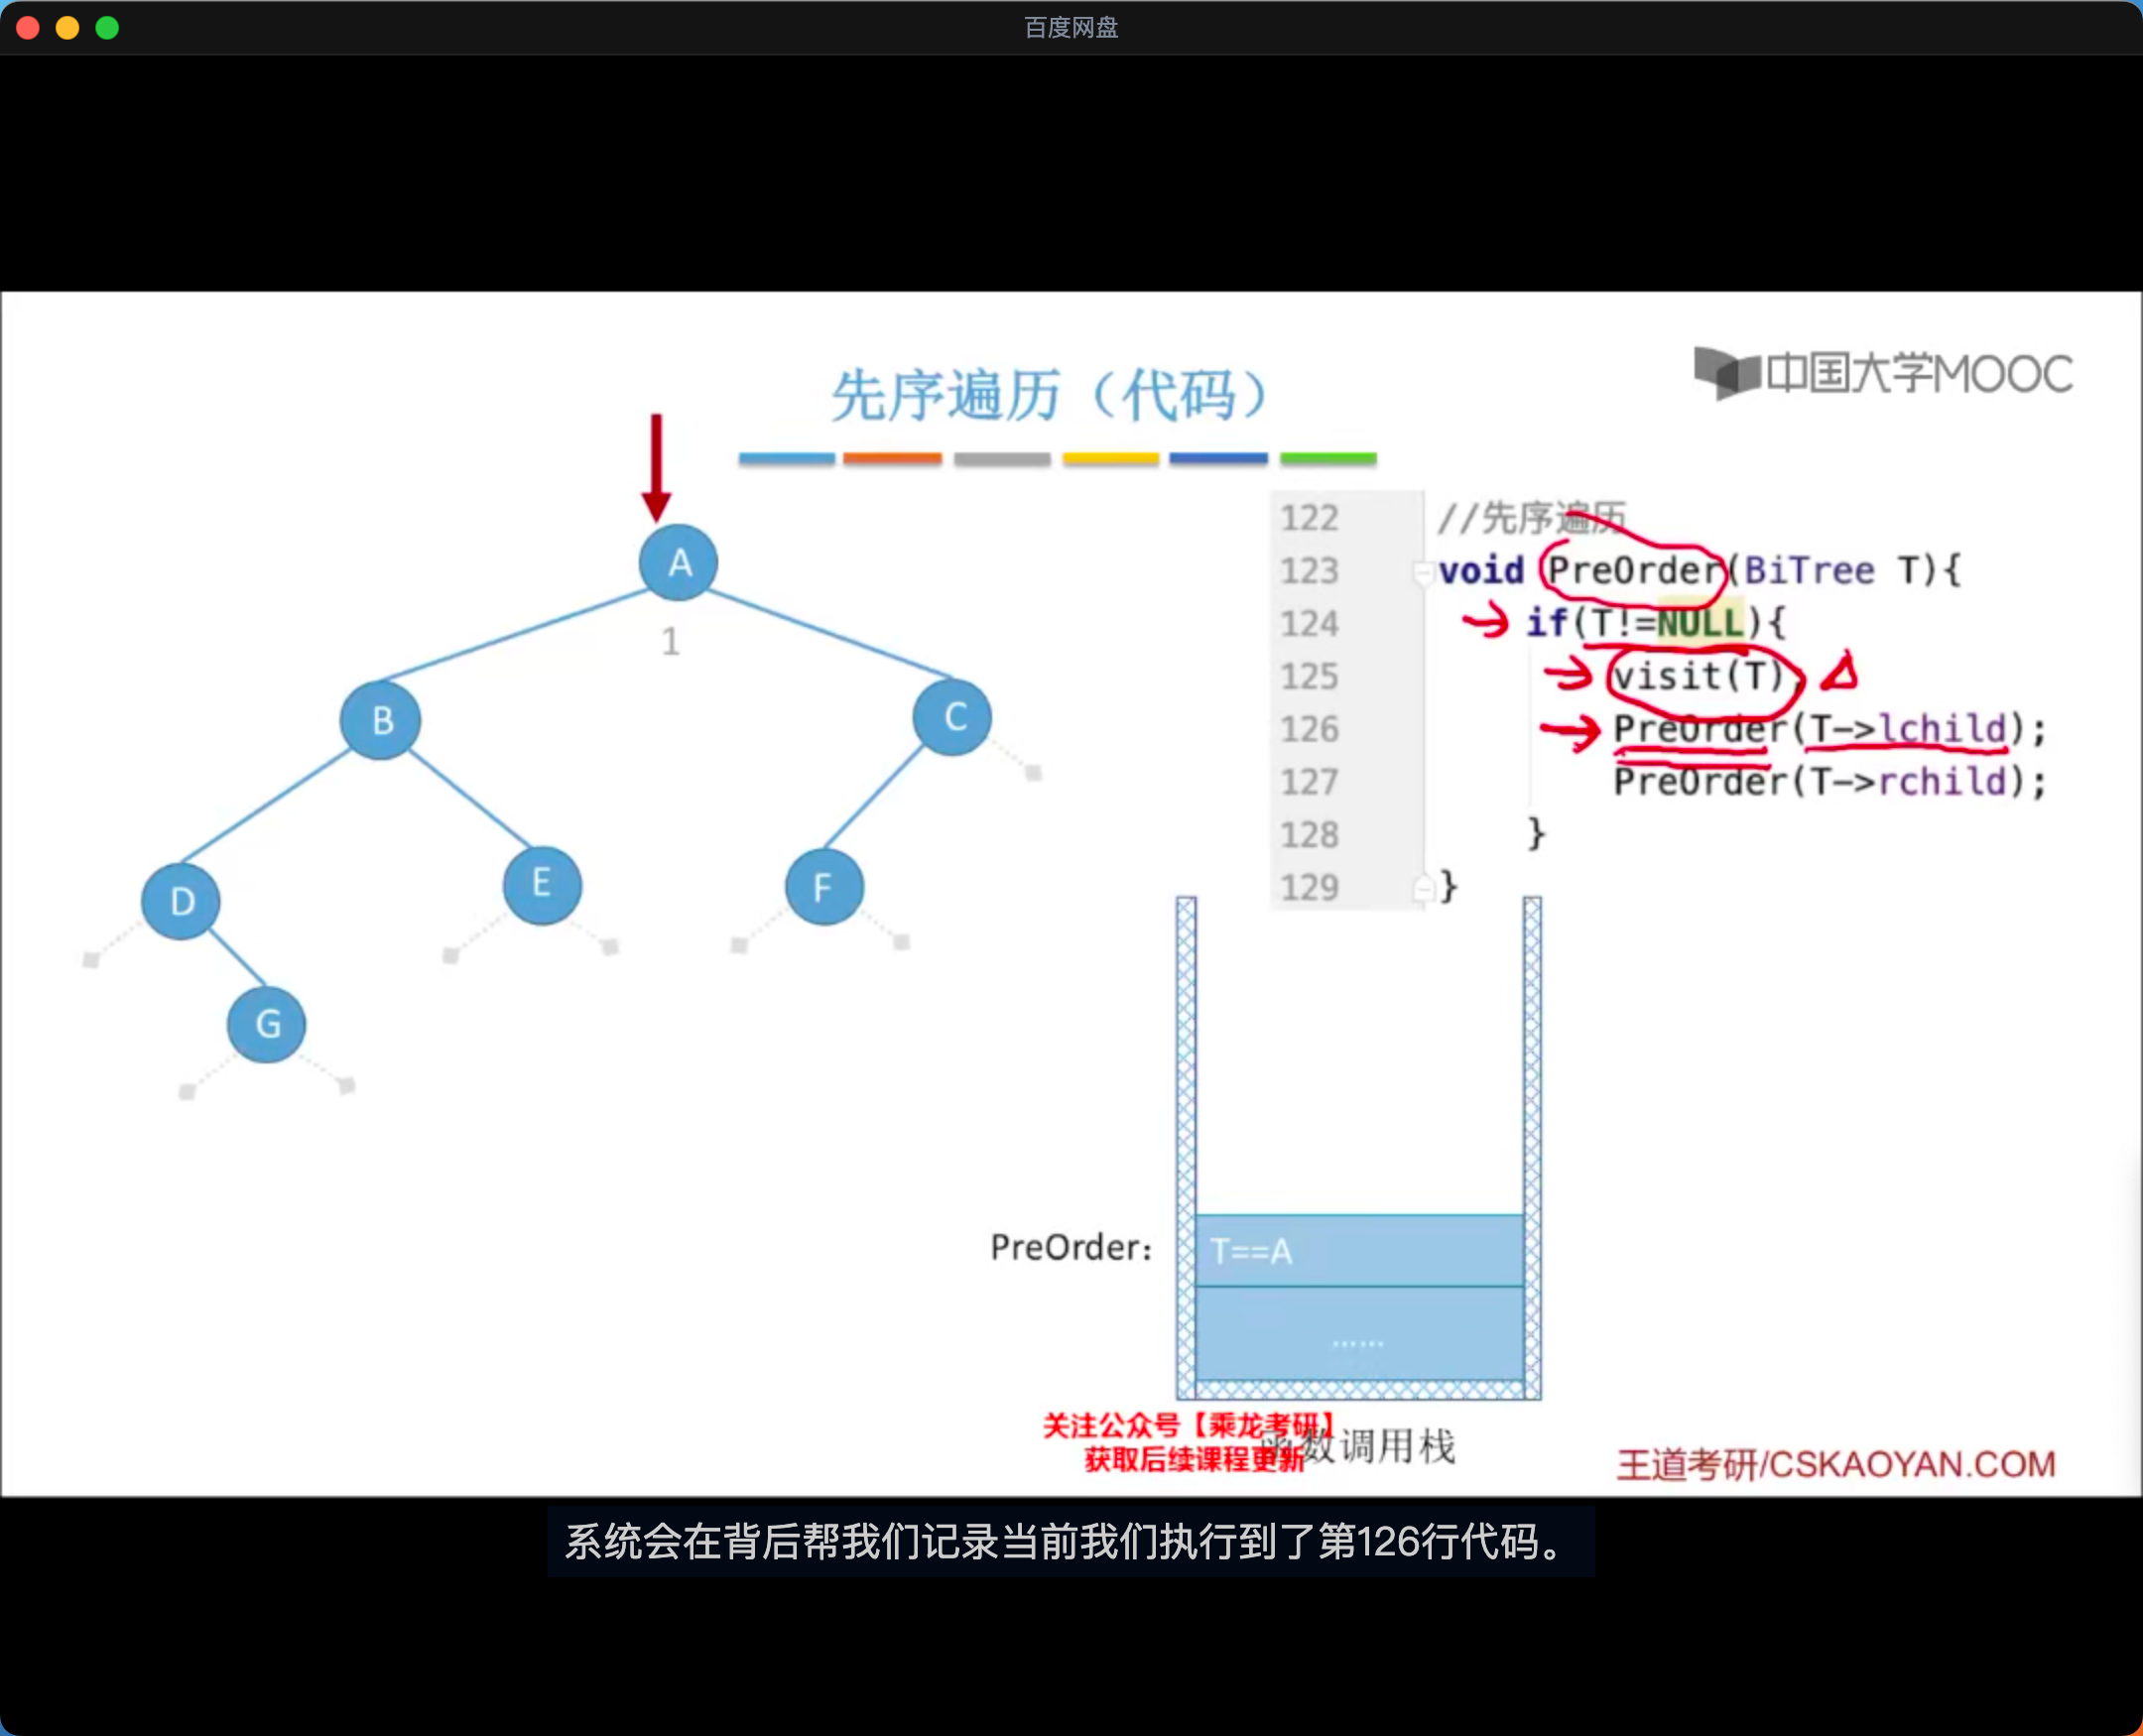 百度网盘
先序遍历（代码）
中国大学MOOC
A
1
B
C
D
E
F
G
122 //先序遍历
123 void PreOrder(BiTree T){
124 if(T!=NULL){
125 visit(T);
126 PreOrder(T->lchild);
127 PreOrder(T->rchild);
128 }
129 }
PreOrder:
T==A
……
关注公众号【乘龙考研】
获取后续课程更新
函数调用栈
王道考研/CSKAOYAN.COM
系统会在背后帮我们记录当前我们执行到了第126行代码。